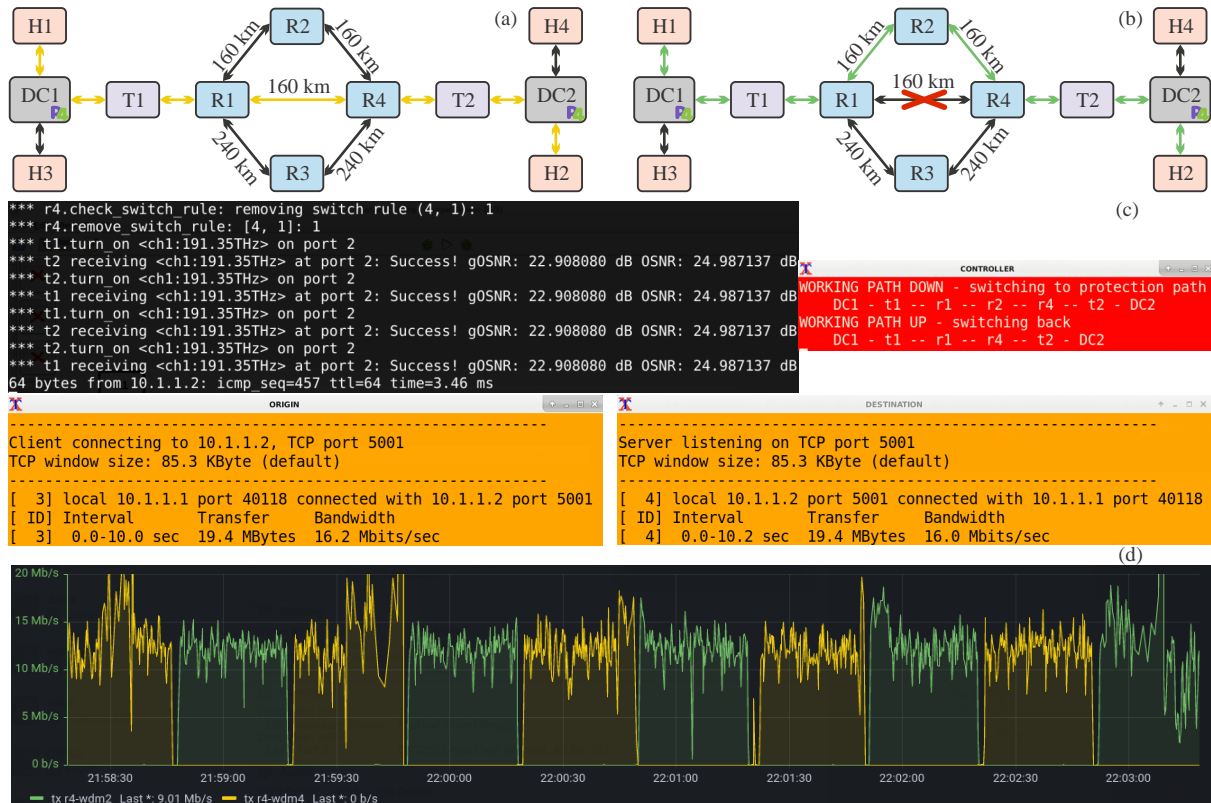 H1
(a)
R2
H4
160 km
160 km
DC1
P4
T1
R1
160 km
R4
T2
DC2
P4
240 km
240 km
H3
R3
H2
H1
(b)
R2
H4
160 km
160 km
DC1
P4
T1
R1
160 km
R4
T2
DC2
P4
240 km
240 km
H3
R3
H2
(c)
*** r4.check_switch_rule: removing switch rule (4, 1): 1
*** r4.remove_switch_rule: [4, 1]: 1
*** t1.turn_on <ch1:191.35THz> on port 2
*** t2 receiving <ch1:191.35THz> at port 2: Success! gOSNR: 22.908080 dB OSNR: 24.987137 dB
*** t2.turn_on <ch1:191.35THz> on port 2
*** t1 receiving <ch1:191.35THz> at port 2: Success! gOSNR: 22.908080 dB OSNR: 24.987137 dB
*** t1.turn_on <ch1:191.35THz> on port 2
*** t2 receiving <ch1:191.35THz> at port 2: Success! gOSNR: 22.908080 dB OSNR: 24.987137 dB
*** t2.turn_on <ch1:191.35THz> on port 2
*** t1 receiving <ch1:191.35THz> at port 2: Success! gOSNR: 22.908080 dB OSNR: 24.987137 dB
64 bytes from 10.1.1.2: icmp_seq=457 ttl=64 time=3.46 ms
CONTROLLER
WORKING PATH DOWN - switching to protection path
DC1 - t1 -- r1 -- r2 -- r4 -- t2 - DC2
WORKING PATH UP - switching back
DC1 - t1 -- r1 -- r4 -- t2 - DC2
ORIGIN
------------------------------------------------------------
Client connecting to 10.1.1.2, TCP port 5001
TCP window size: 85.3 KByte (default)
------------------------------------------------------------
[  3] local 10.1.1.1 port 40118 connected with 10.1.1.2 port 5001
[ ID] Interval       Transfer     Bandwidth
[  3]  0.0-10.0 sec  19.4 MBytes  16.2 Mbits/sec
DESTINATION
------------------------------------------------------------
Server listening on TCP port 5001
TCP window size: 85.3 KByte (default)
------------------------------------------------------------
[  4] local 10.1.1.2 port 5001 connected with 10.1.1.1 port 40118
[ ID] Interval       Transfer     Bandwidth
[  4]  0.0-10.2 sec  19.4 MBytes  16.0 Mbits/sec
(d)
20 Mb/s
15 Mb/s
10 Mb/s
5 Mb/s
0 b/s
21:58:30 21:59:00 21:59:30 22:00:00 22:00:30 22:01:00 22:01:30 22:02:00 22:02:30 22:03:00
tx r4-wdm2 Last *: 9.01 Mb/s tx r4-wdm4 Last *: 0 b/s